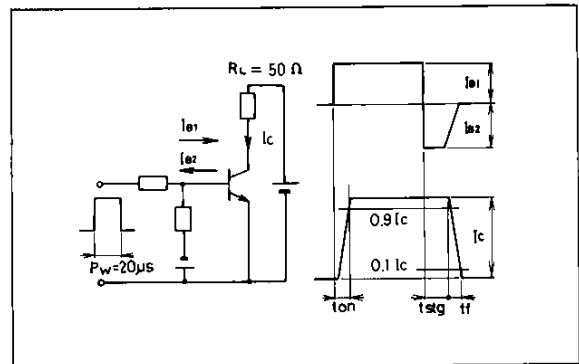 RL = 50 Ω
IB1
IB2
Ic
PW=20μs
IB1
IB2
0.9 Ic
Ic
0.1 Ic
ton
tstg
tf